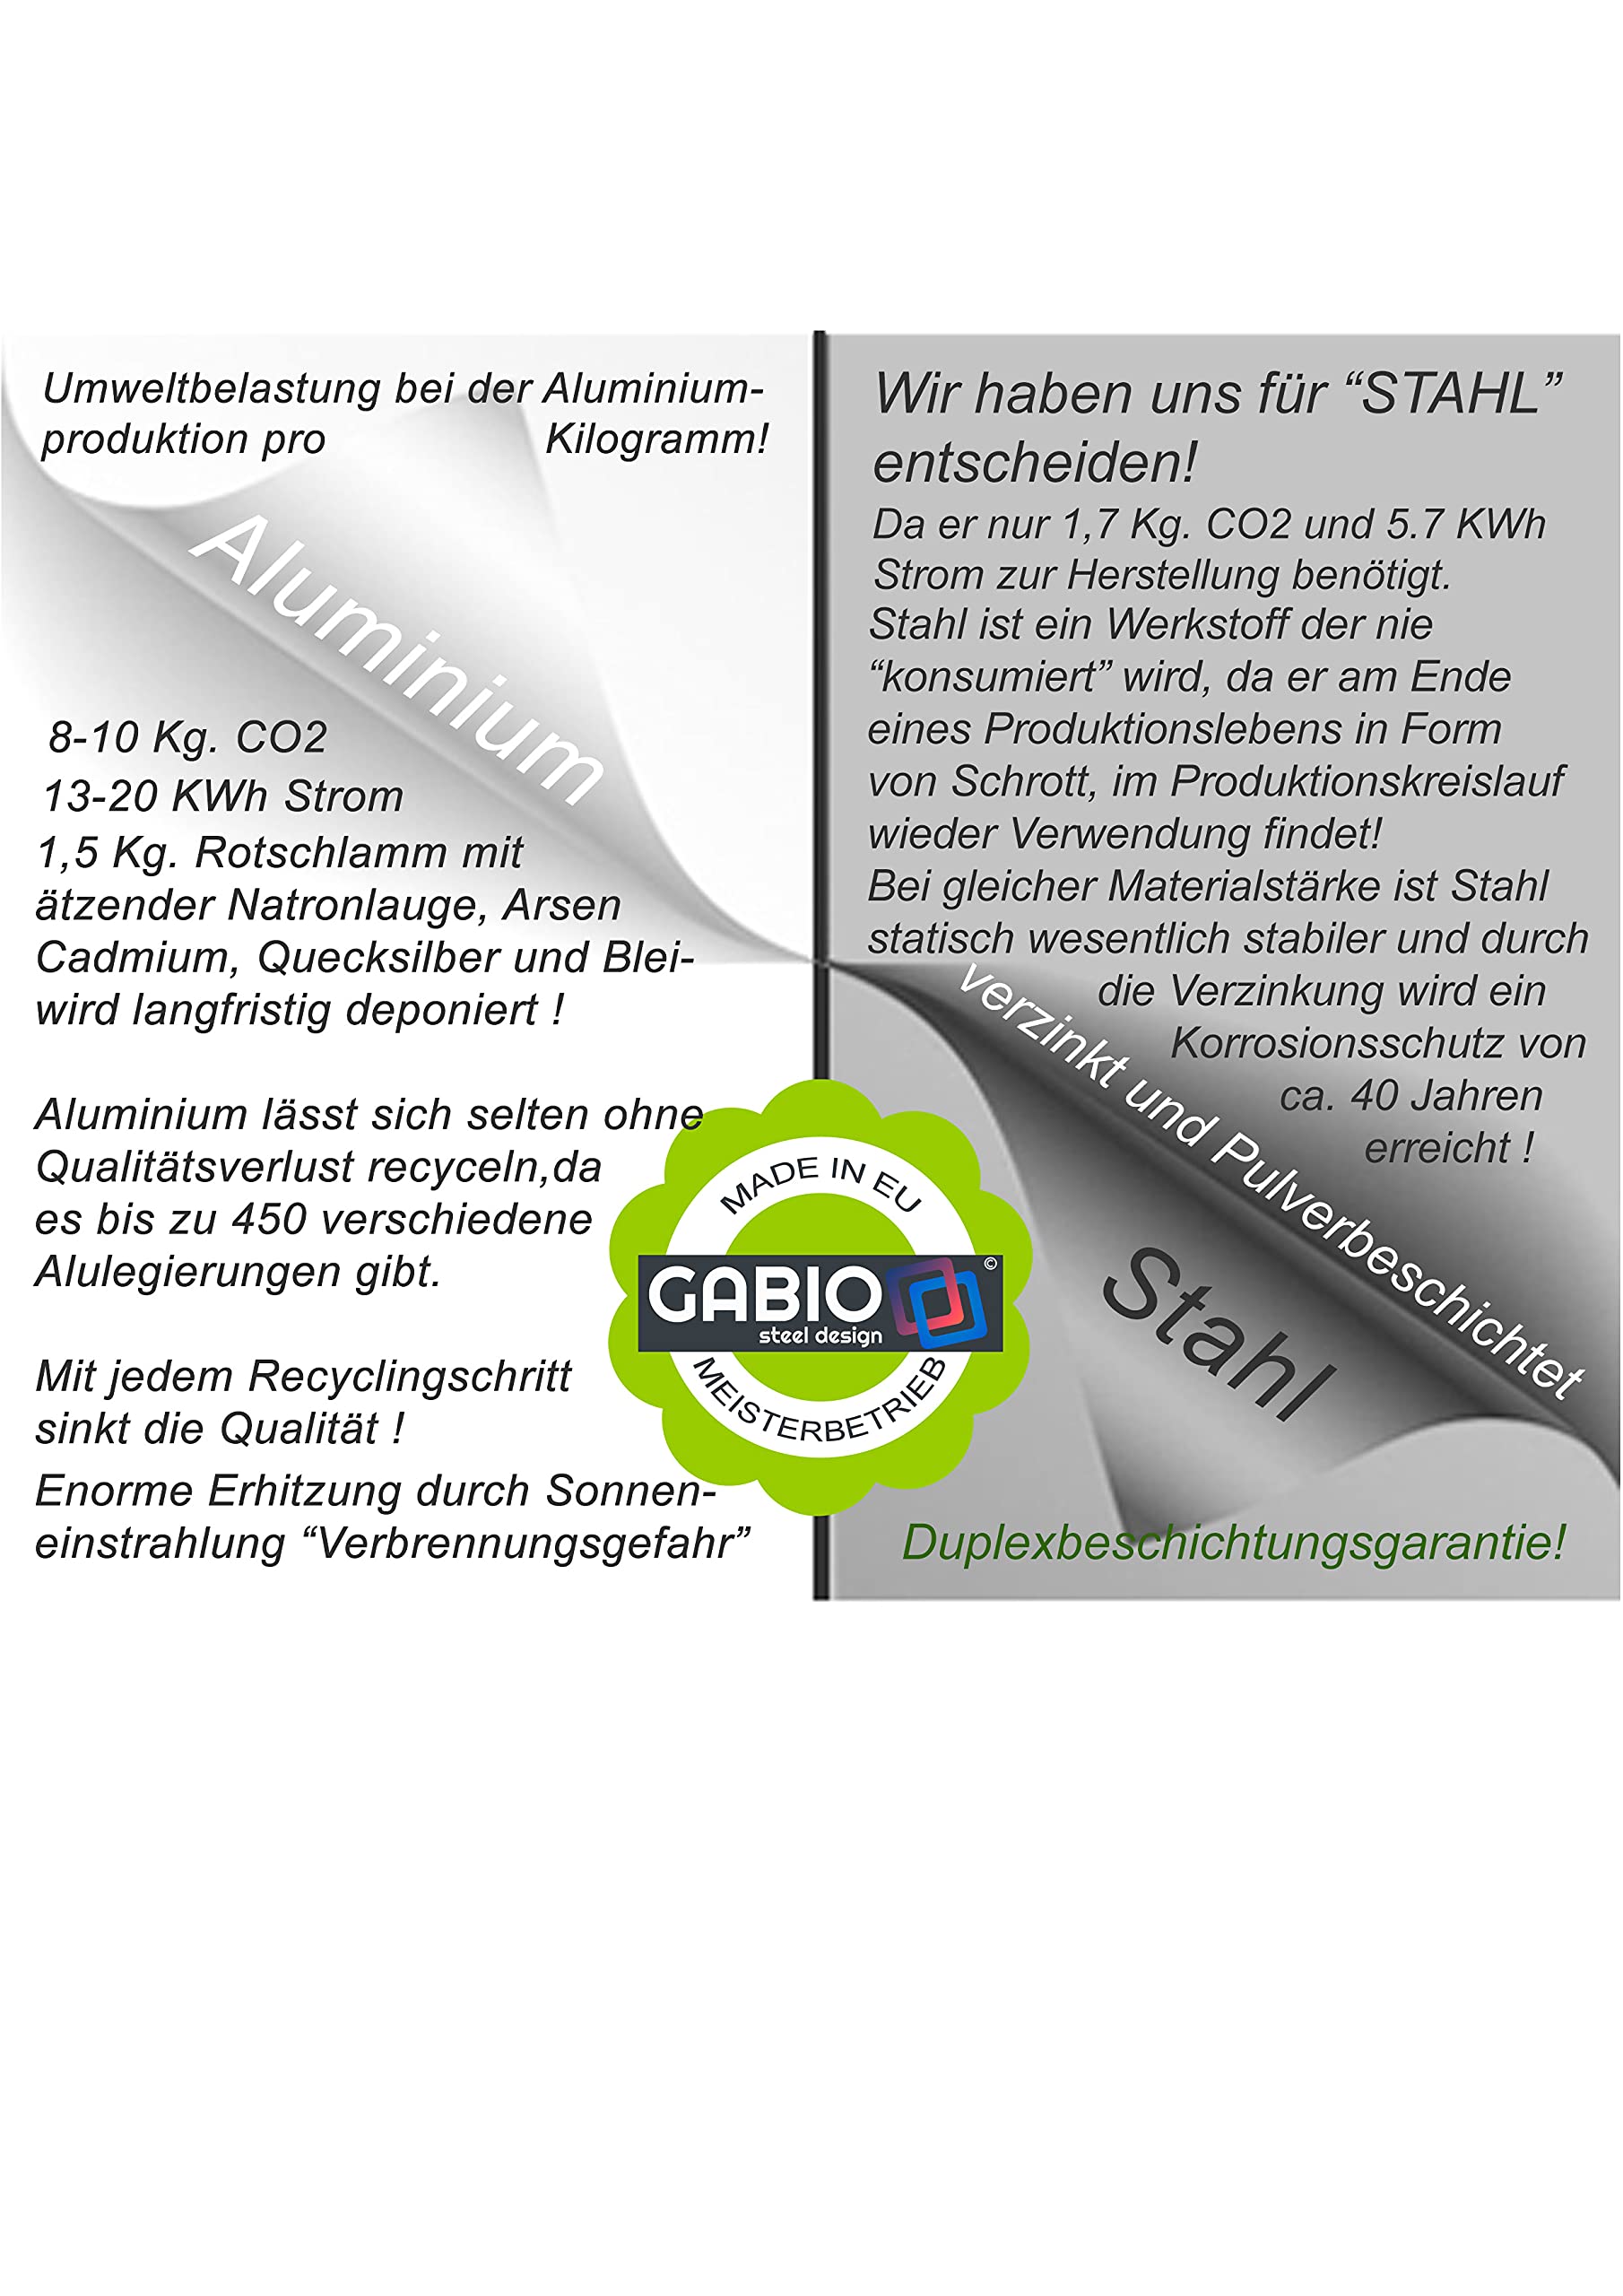 Umweltbelastung bei der Aluminium-
produktion pro Kilogramm!
Aluminium
8-10 Kg. CO2
13-20 KWh Strom
1,5 Kg. Rotschlamm mit
ätzender Natronlauge, Arsen
Cadmium, Quecksilber und Blei-
wird langfristig deponiert !
Aluminium lässt sich selten ohne
Qualitätsverlust recyceln,da
es bis zu 450 verschiedene
Alulegierungen gibt.
Mit jedem Recyclingschritt
sinkt die Qualität !
Enorme Erhitzung durch Sonnen-
einstrahlung “Verbrennungsgefahr”
MADE IN EU
GABIO ©
steel design
MEISTERBETRIEB
Wir haben uns für “STAHL”
entscheiden!
Da er nur 1,7 Kg. CO2 und 5.7 KWh
Strom zur Herstellung benötigt.
Stahl ist ein Werkstoff der nie
“konsumiert” wird, da er am Ende
eines Produktionslebens in Form
von Schrott, im Produktionskreislauf
wieder Verwendung findet!
Bei gleicher Materialstärke ist Stahl
statisch wesentlich stabiler und durch
die Verzinkung wird ein
Korrosionsschutz von
ca. 40 Jahren
erreicht !
verzinkt und Pulverbeschichtet
Stahl
Duplexbeschichtungsgarantie!